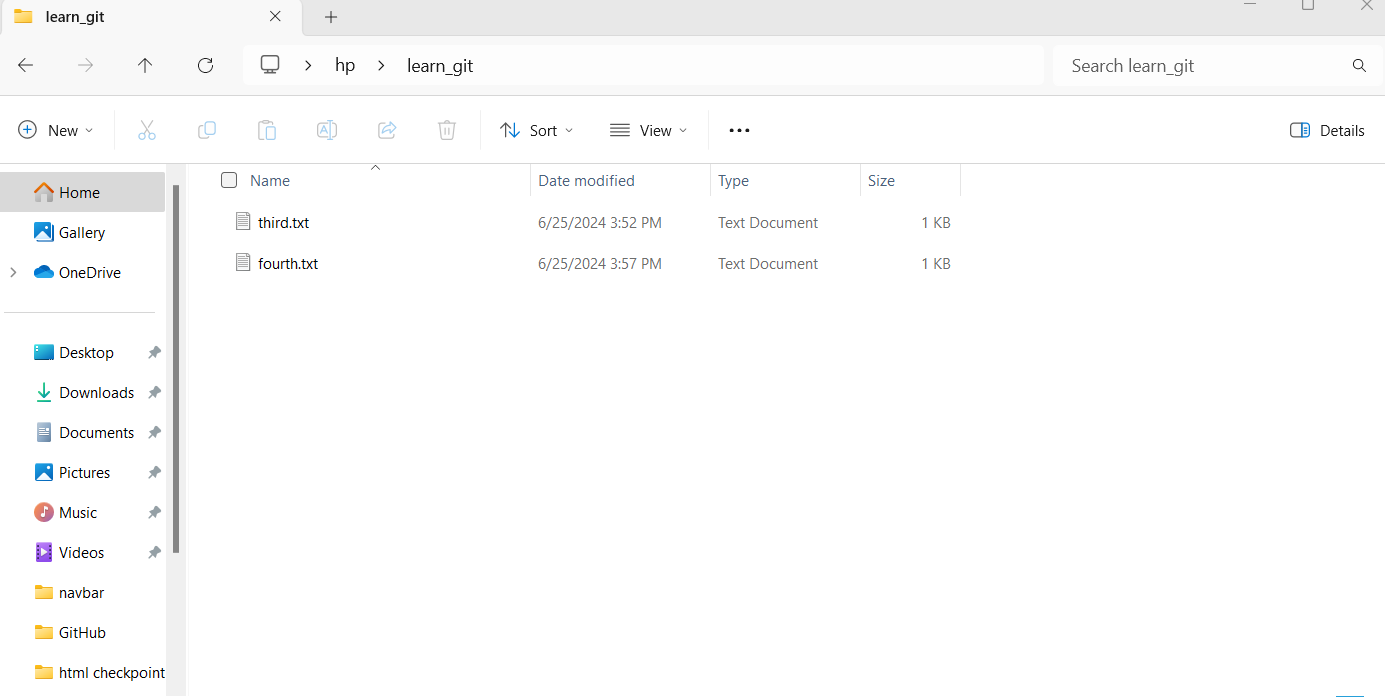 learn_git
hp learn_git Search learn_git
New Sort View Details
Home
Gallery
OneDrive
Desktop
Downloads
Documents
Pictures
Music
Videos
navbar
GitHub
html checkpoint
Name Date modified Type Size
third.txt 6/25/2024 3:52 PM Text Document 1 KB
fourth.txt 6/25/2024 3:57 PM Text Document 1 KB